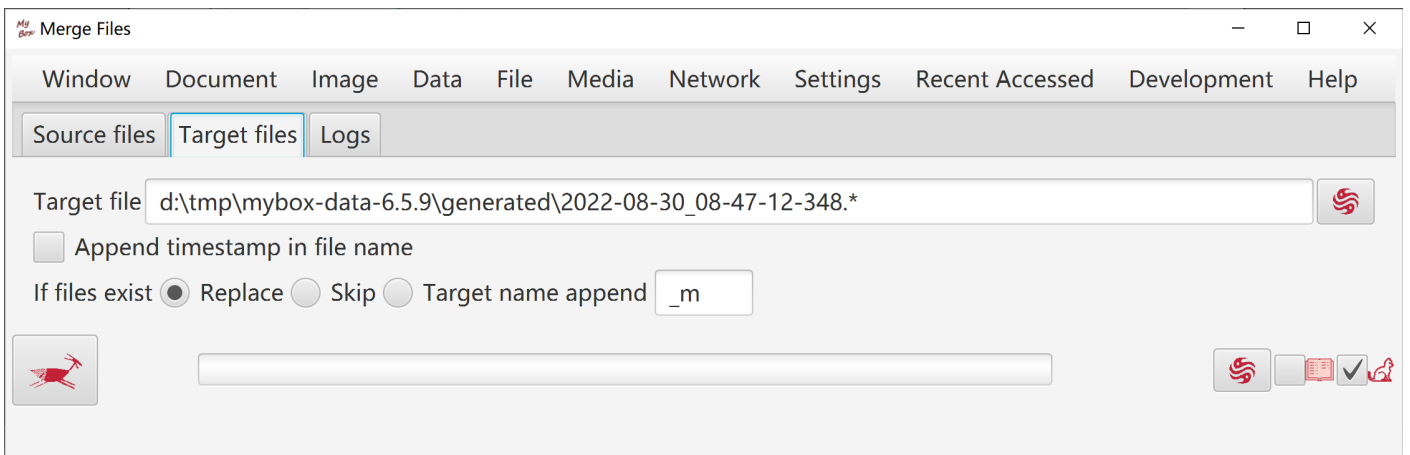 My Box Merge Files
Window Document Image Data File Media Network Settings Recent Accessed Development Help
Source files Target files Logs
Target file d:\tmp\mybox-data-6.5.9\generated\2022-08-30_08-47-12-348.*
Append timestamp in file name
If files exist Replace Skip Target name append _m